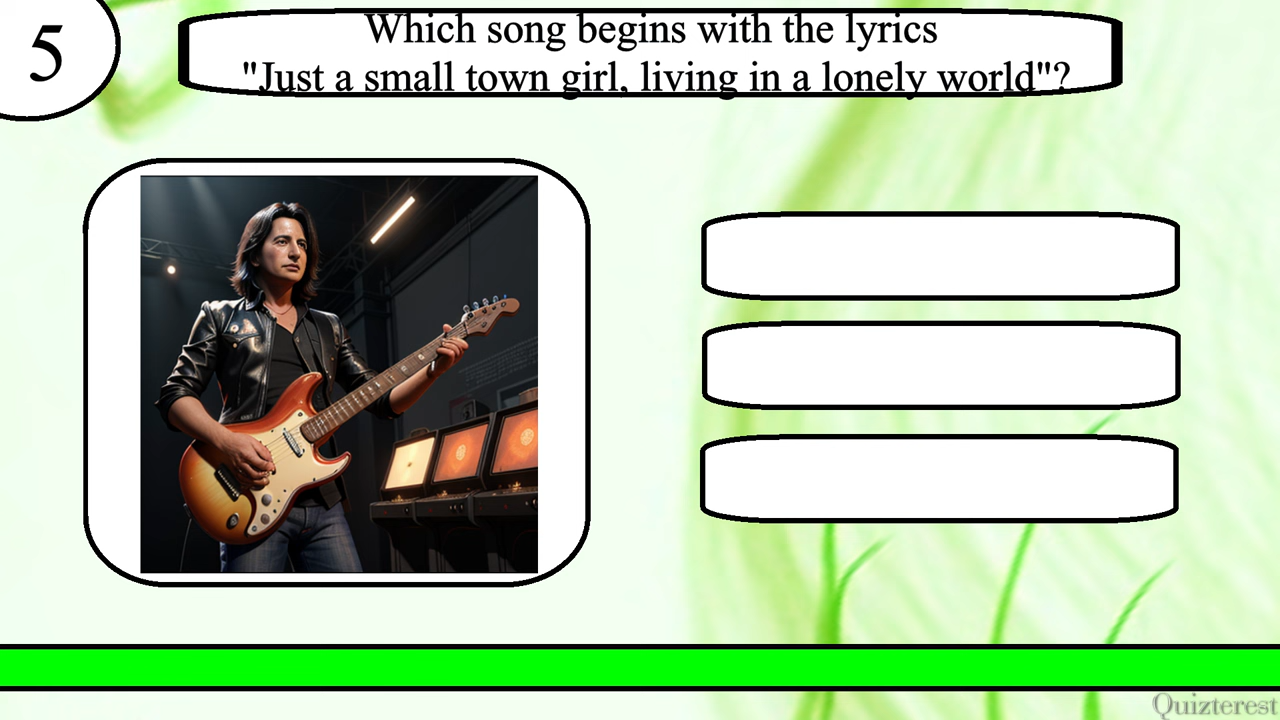 5
Which song begins with the lyrics
"Just a small town girl, living in a lonely world"?
Quizterest